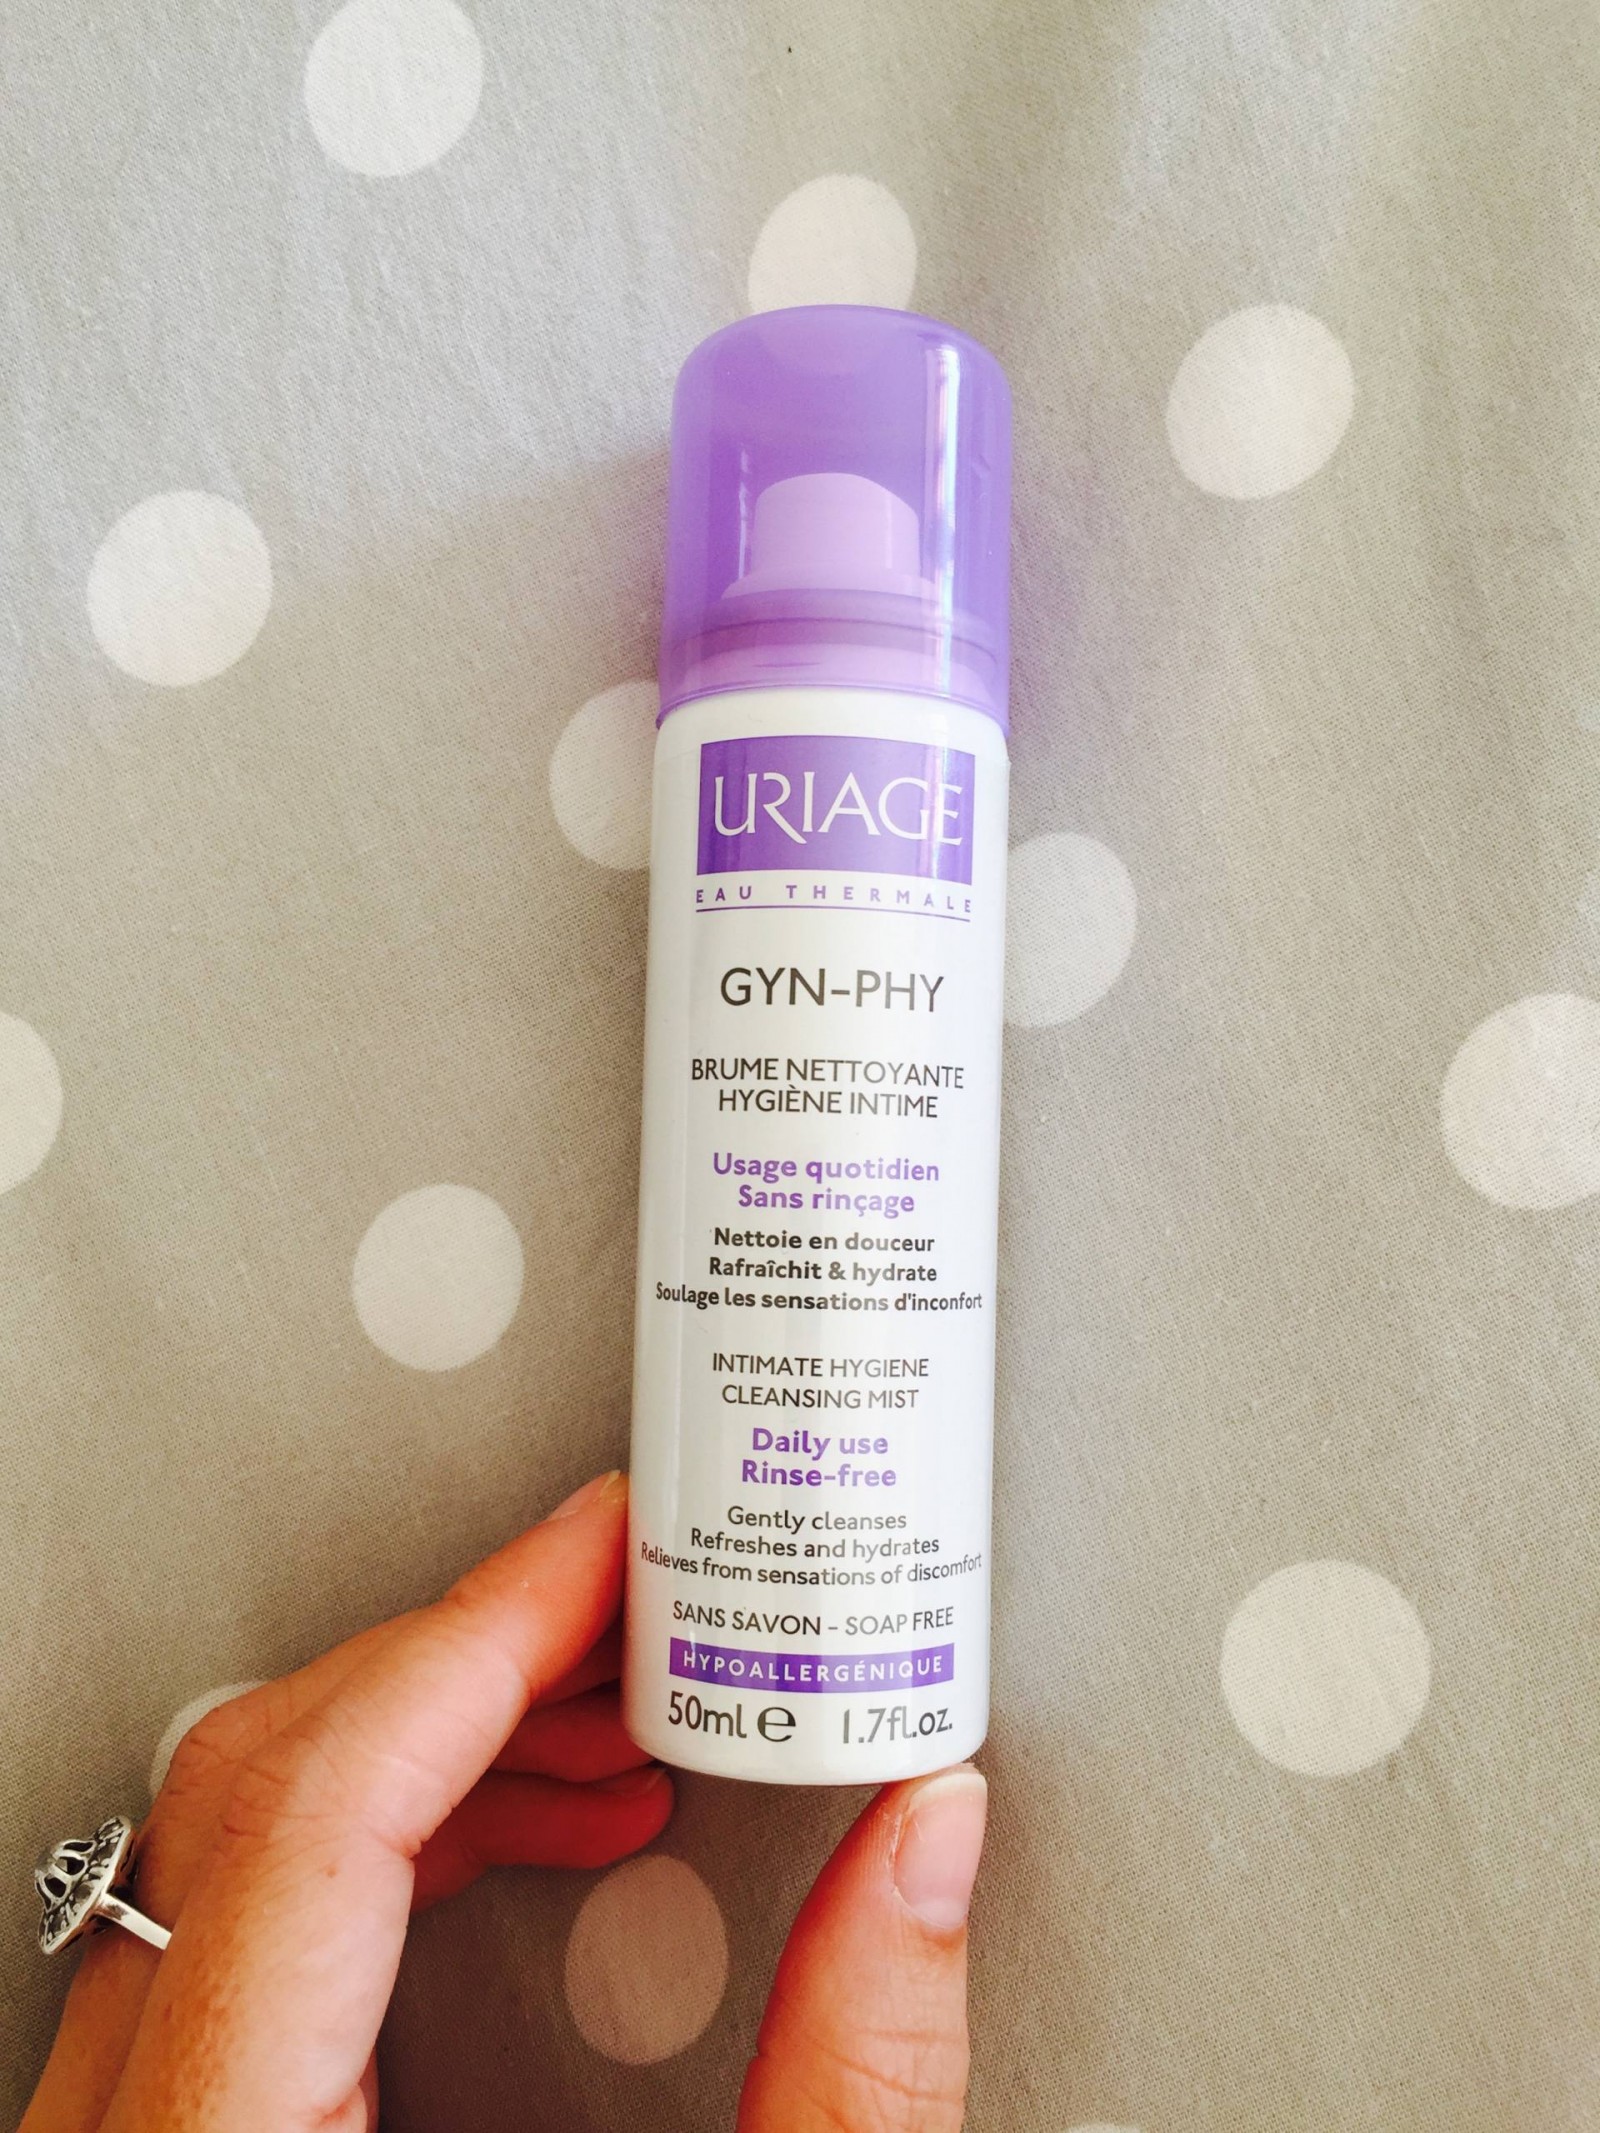 URIAGE
EAU THERMALE
GYN-PHY
BRUME NETTOYANTE
HYGIÈNE INTIME
Usage quotidien
Sans rinçage
Nettoie en douceur
Rafraîchit & hydrate
Soulage les sensations d'inconfort
INTIMATE HYGIENE
CLEANSING MIST
Daily use
Rinse-free
Gently cleanses
Refreshes and hydrates
Relieves from sensations of discomfort
SANS SAVON - SOAP FREE
HYPOALLERGÉNIQUE
50ml e 1.7fl.oz.